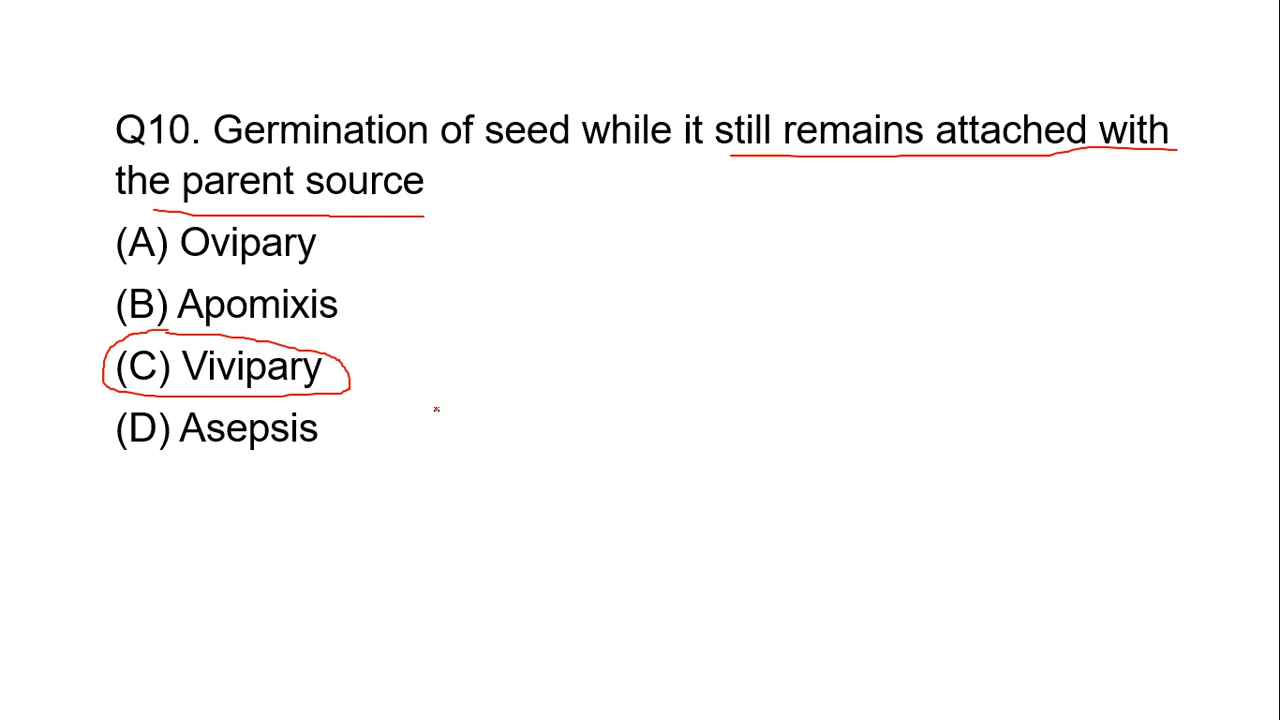 Q10. Germination of seed while it still remains attached with
the parent source
(A) Ovipary
(B) Apomixis
(C) Vivipary
(D) Asepsis